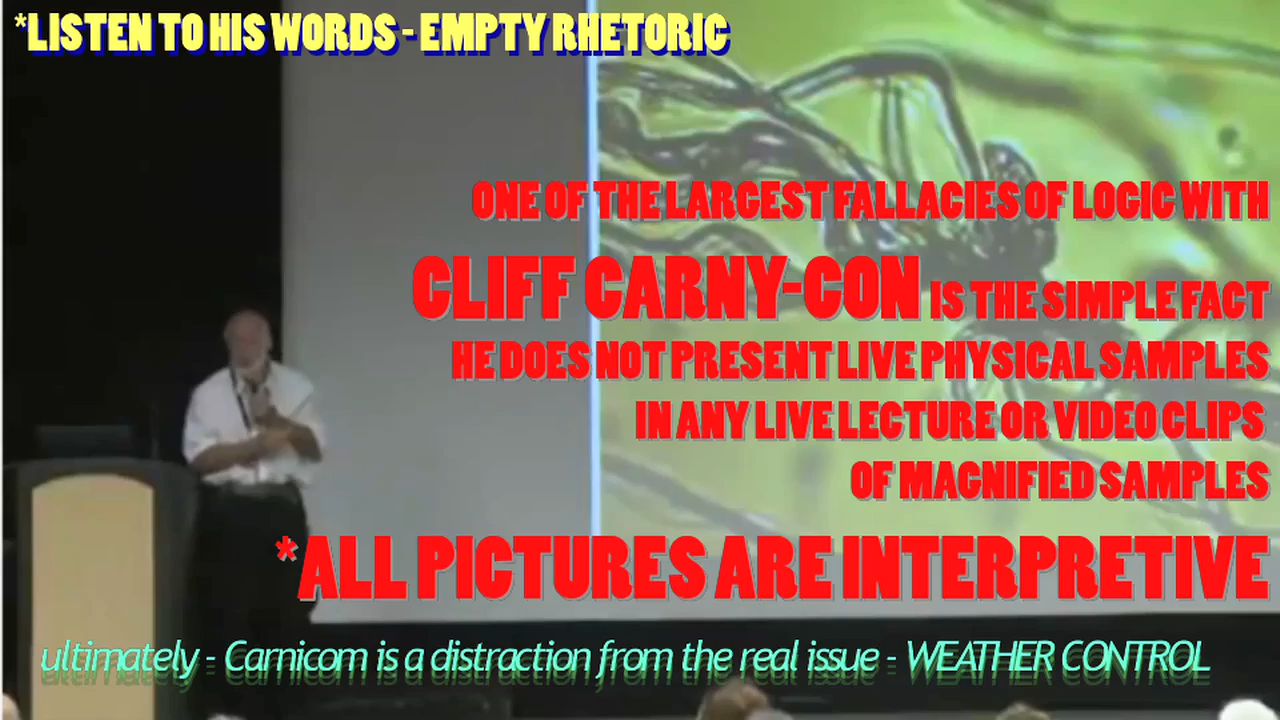 *LISTEN TO HIS WORDS - EMPTY RHETORIC
ONE OF THE LARGEST FALLACIES OF LOGIC WITH
CLIFF CARNY-CON IS THE SIMPLE FACT
HE DOES NOT PRESENT LIVE PHYSICAL SAMPLES
IN ANY LIVE LECTURE OR VIDEO CLIPS
OF MAGNIFIED SAMPLES
*ALL PICTURES ARE INTERPRETIVE
ultimately - Carnicom is a distraction from the real issue - WEATHER CONTROL